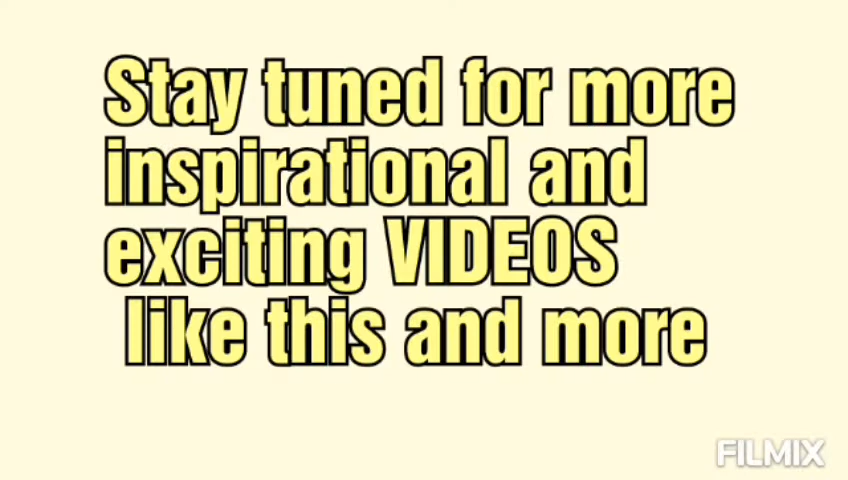 Stay tuned for more
inspirational and
exciting VIDEOS
like this and more
FILMIX